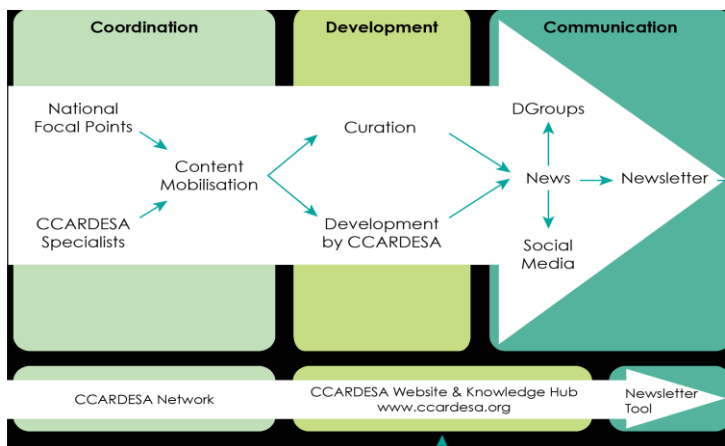 Coordination
Development
Communication
National
Focal Points
CCARDESA
Specialists
Content
Mobilisation
Curation
Development
by CCARDESA
DGroups
News
Newsletter
Social
Media
CCARDESA Network
CCARDESA Website & Knowledge Hub
www.ccardesa.org
Newsletter
Tool